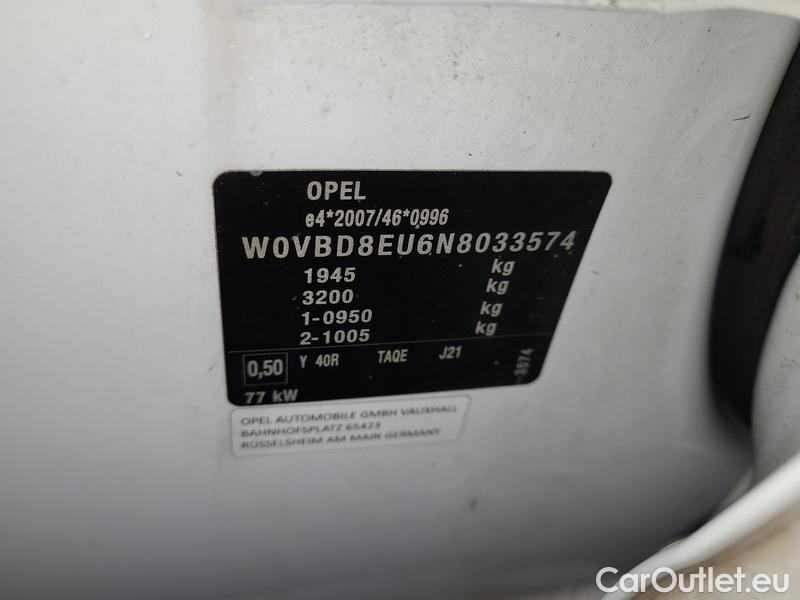 OPEL
e4*2007/46*0996
W0VBD8EU6N8033574
1945 kg
3200 kg
1-0950 kg
2-1005 kg
0,50 Y 40R TAQE J21
77 kW
-3574
OPEL AUTOMOBILE GMBH VAUXHALL
BAHNHOFSPLATZ 65423
RÜSSELSHEIM AM MAIN GERMANY
CarOutlet.eu